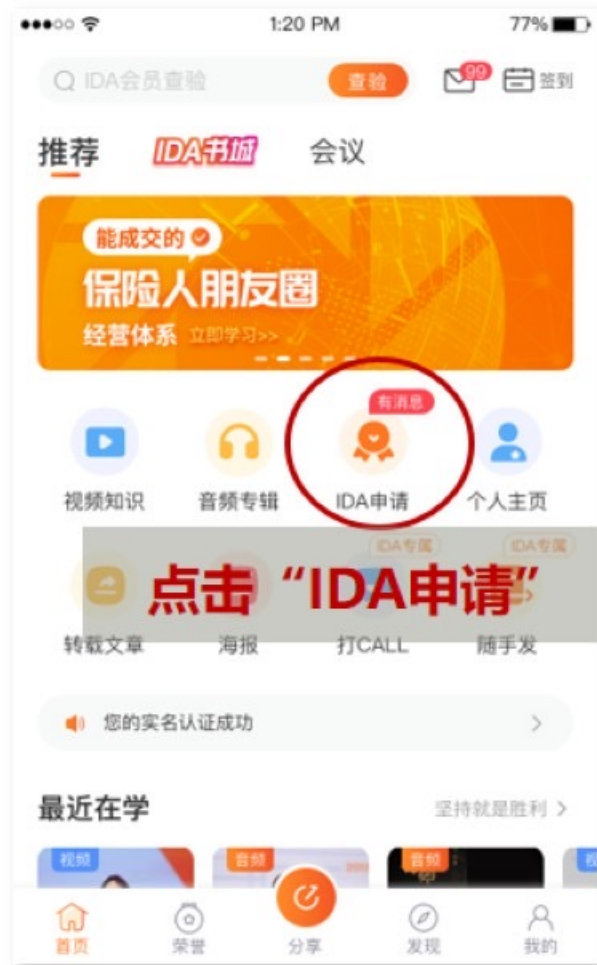 1:20 PM 77%
IDA会员查验 查验 99 签到
推荐 IDA书城 会议
能成交的
保险人朋友圈
经营体系 立即学习>>
有消息
视频知识 音频专辑 IDA申请 个人主页
IDA专属 IDA专属
点击“IDA申请”
转载文章 海报 打CALL 随手发
您的实名认证成功
最近在学 坚持就是胜利
视频 音频 音频
首页 荣誉 分享 发现 我的